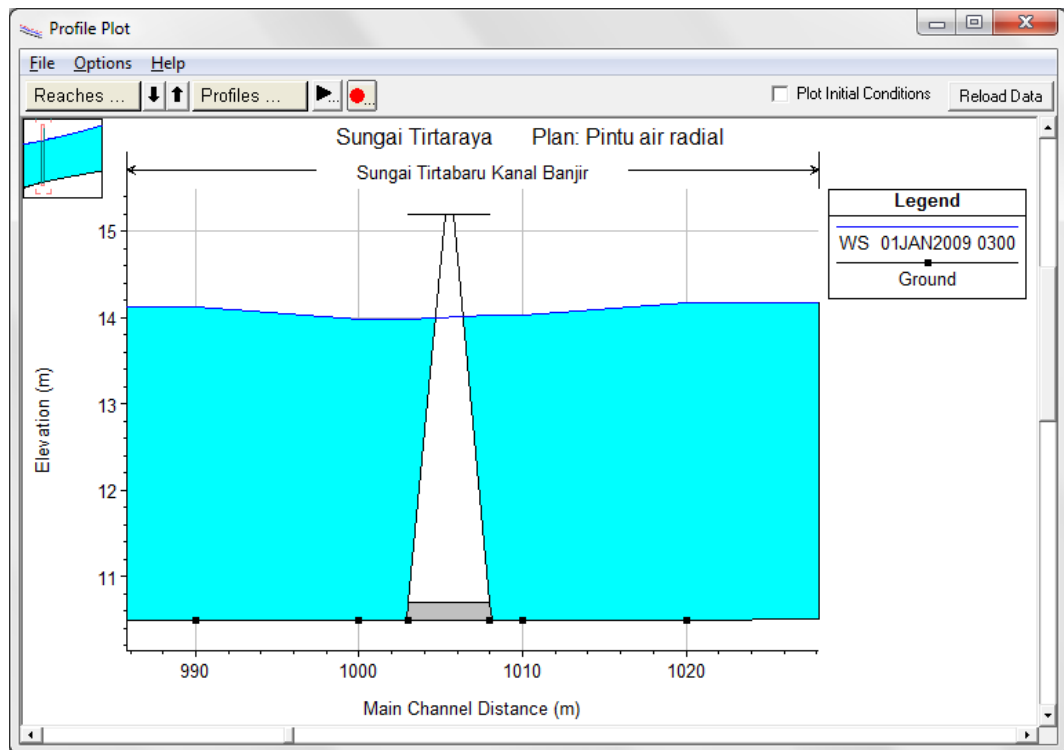 Profile Plot
File Options Help
Reaches ... Profiles ... ... ... Plot Initial Conditions Reload Data
Sungai Tirtaraya Plan: Pintu air radial
Sungai Tirtabaru Kanal Banjir
Legend
WS 01JAN2009 0300
Ground
Elevation (m)
15
14
13
12
11
990 1000 1010 1020
Main Channel Distance (m)